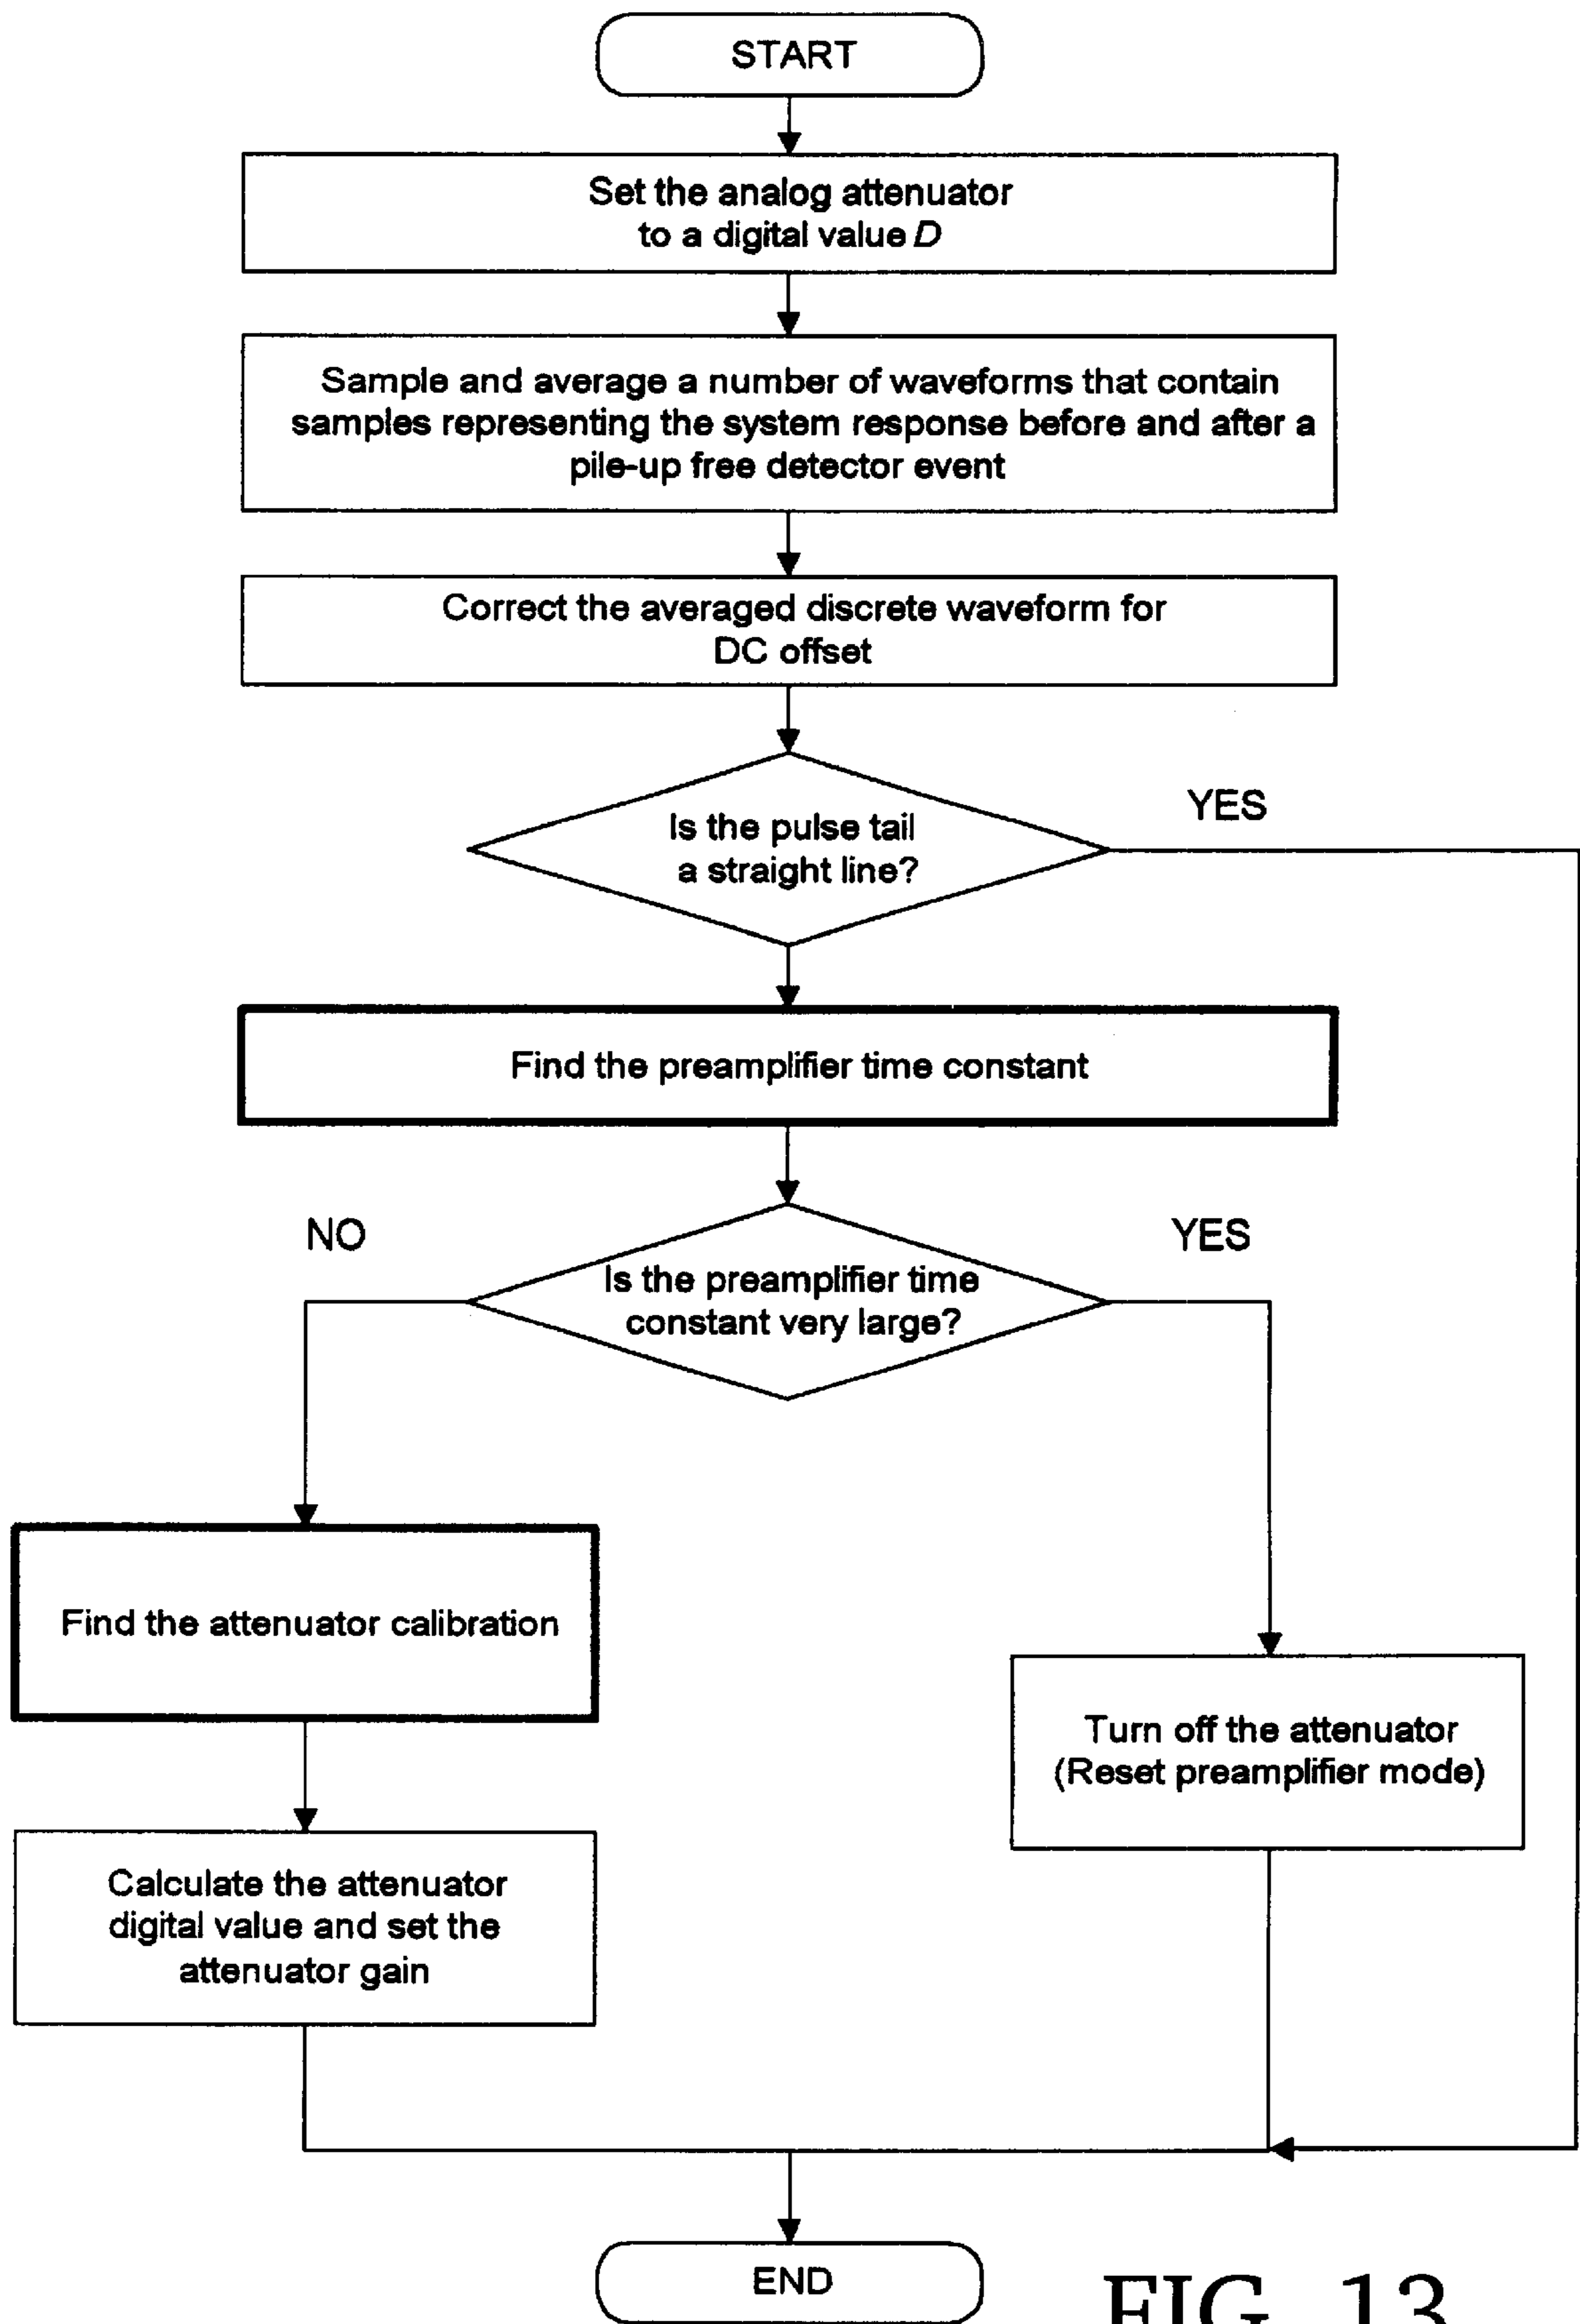 START
Set the analog attenuator
to a digital value D
Sample and average a number of waveforms that contain
samples representing the system response before and after a
pile-up free detector event
Correct the averaged discrete waveform for
DC offset
Is the pulse tail
a straight line?
YES
Find the preamplifier time constant
NO
YES
Is the preamplifier time
constant very large?
Find the attenuator calibration
Turn off the attenuator
(Reset preamplifier mode)
Calculate the attenuator
digital value and set the
attenuator gain
END
FIG. 13